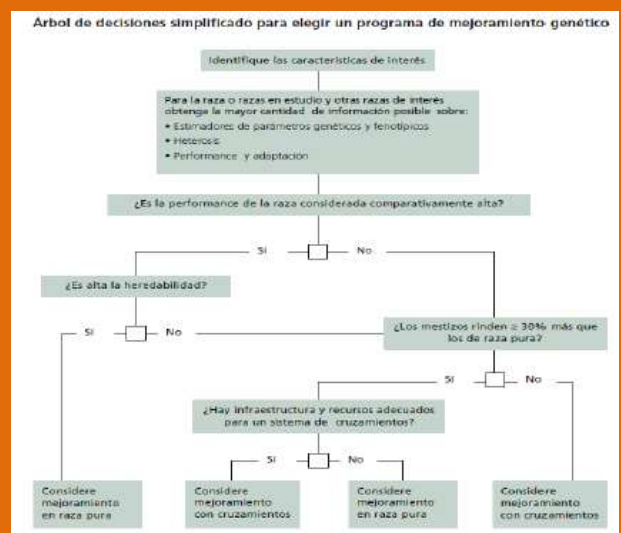 Árbol de decisiones simplificado para elegir un programa de mejoramiento genético
Identifique las características de interés
Para la raza o razas en estudio y otras razas de interés
obtenga la mayor cantidad de información posible sobre:
• Estimadores de parámetros genéticos y fenotípicos
• Heterosis
• Performance y adaptación
¿Es la performance de la raza considerada comparativamente alta?
Sí
No
¿Es alta la heredabilidad?
Sí
No
¿Los mestizos rinden ≥ 30% más que
los de raza pura?
Sí
No
¿Hay infraestructura y recursos adecuados
para un sistema de cruzamientos?
Sí
No
Considere
mejoramiento
en raza pura
Considere
mejoramiento
con cruzamientos
Considere
mejoramiento
en raza pura
Considere
mejoramiento
con cruzamientos